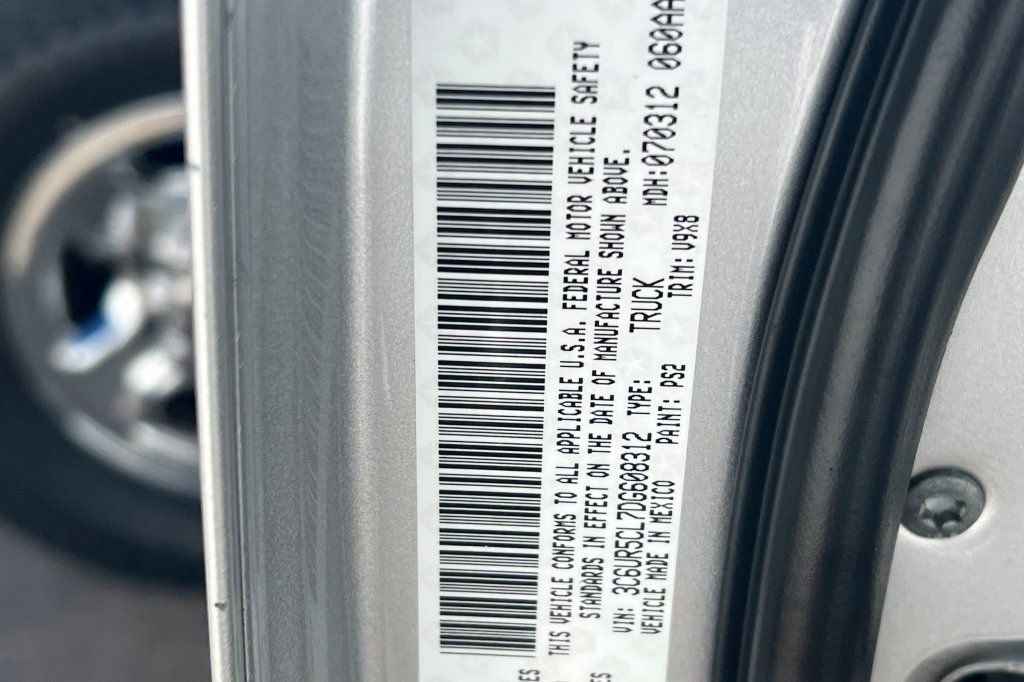 THIS VEHICLE CONFORMS TO ALL APPLICABLE U.S.A. FEDERAL MOTOR VEHICLE SAFETY
STANDARDS IN EFFECT ON THE DATE OF MANUFACTURE SHOWN ABOVE.
VIN: 3C6UR5CL7DG608312 TYPE: TRUCK MDH:070312 060AA
VEHICLE MADE IN MEXICO PAINT: PS2 TRIM: V9X8